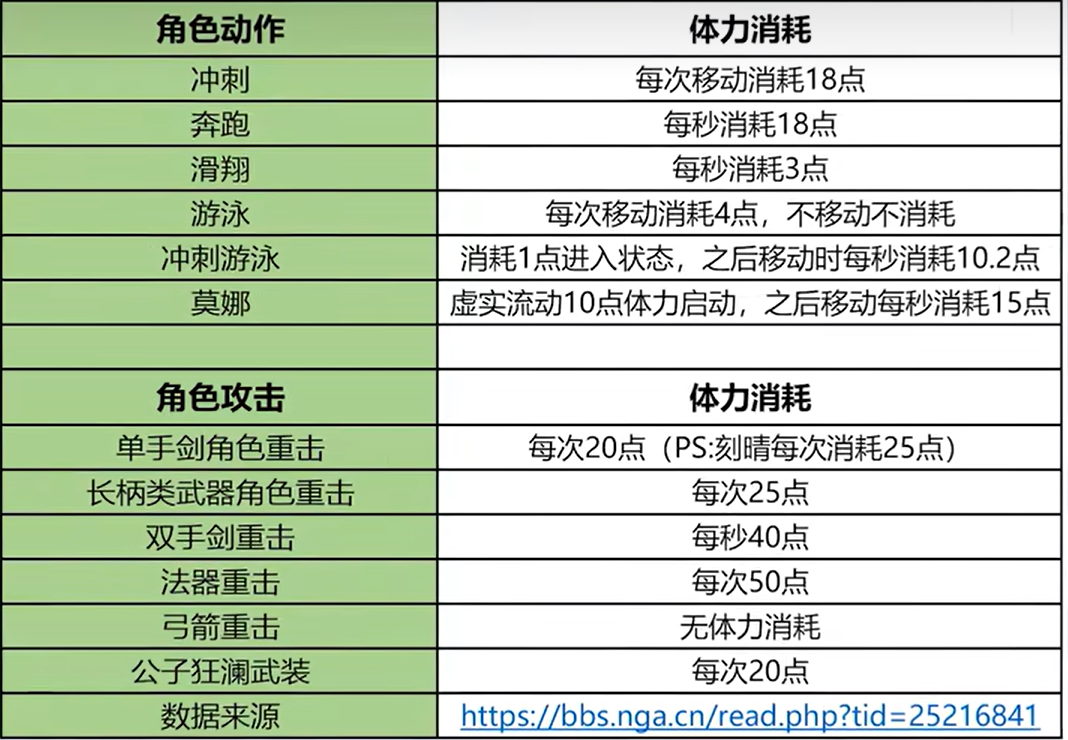 角色动作 体力消耗
冲刺 每次移动消耗18点
奔跑 每秒消耗18点
滑翔 每秒消耗3点
游泳 每次移动消耗4点，不移动不消耗
冲刺游泳 消耗1点进入状态，之后移动时每秒消耗10.2点
莫娜 虚实流动10点体力启动，之后移动每秒消耗15点
角色攻击 体力消耗
单手剑角色重击 每次20点（PS:刻晴每次消耗25点）
长柄类武器角色重击 每次25点
双手剑重击 每秒40点
法器重击 每次50点
弓箭重击 无体力消耗
公子狂澜武装 每次20点
数据来源 https://bbs.nga.cn/read.php?tid=25216841